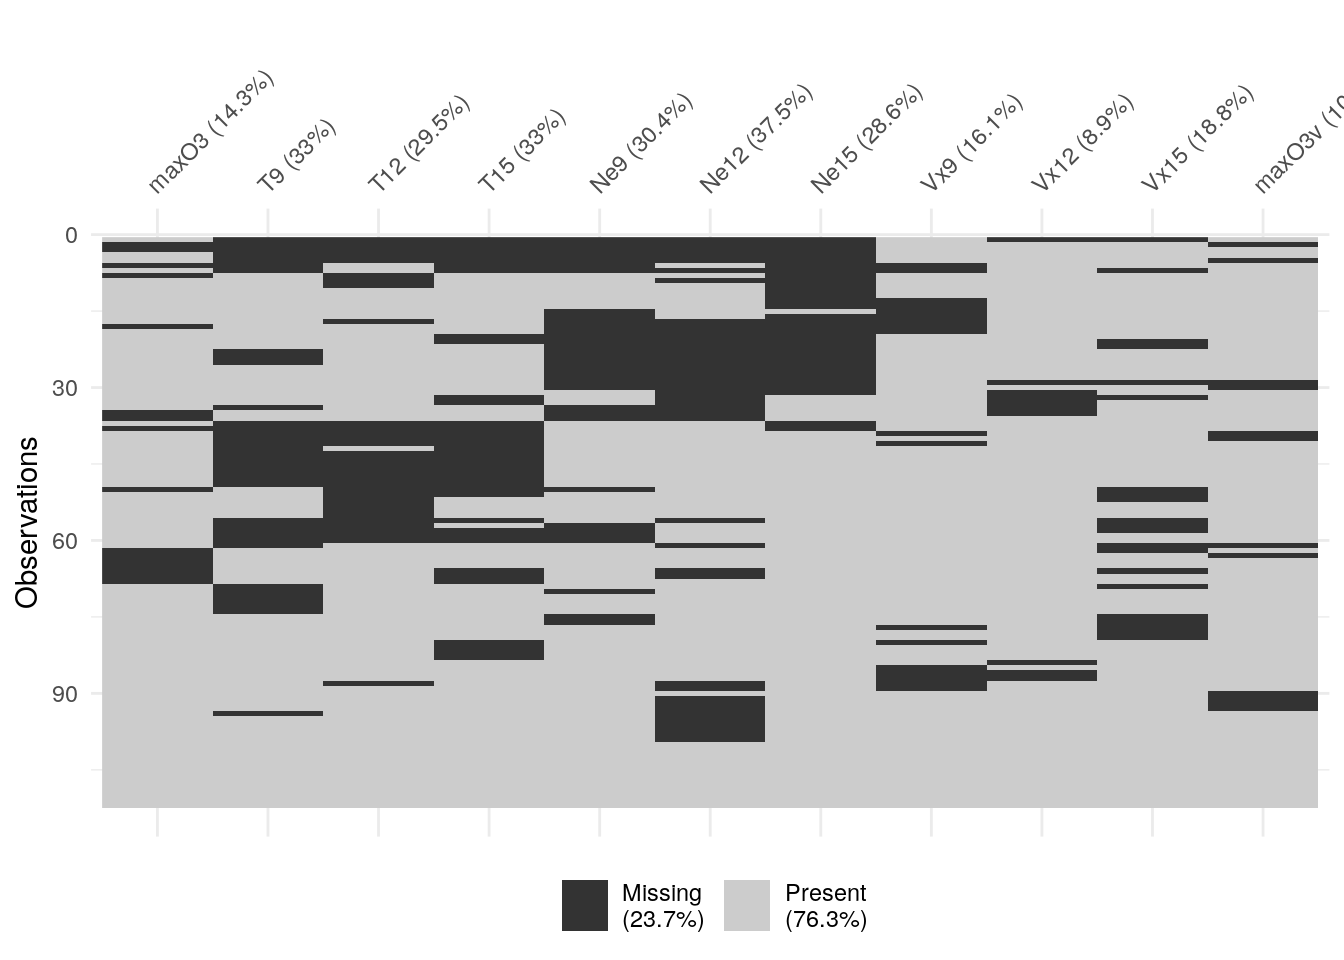 maxO3 (14.3%)
T9 (33%)
T12 (29.5%)
T15 (33%)
Ne9 (30.4%)
Ne12 (37.5%)
Ne15 (28.6%)
Vx9 (16.1%)
Vx12 (8.9%)
Vx15 (18.8%)
maxO3v (10
0
30
60
90
Observations
Missing
(23.7%)
Present
(76.3%)